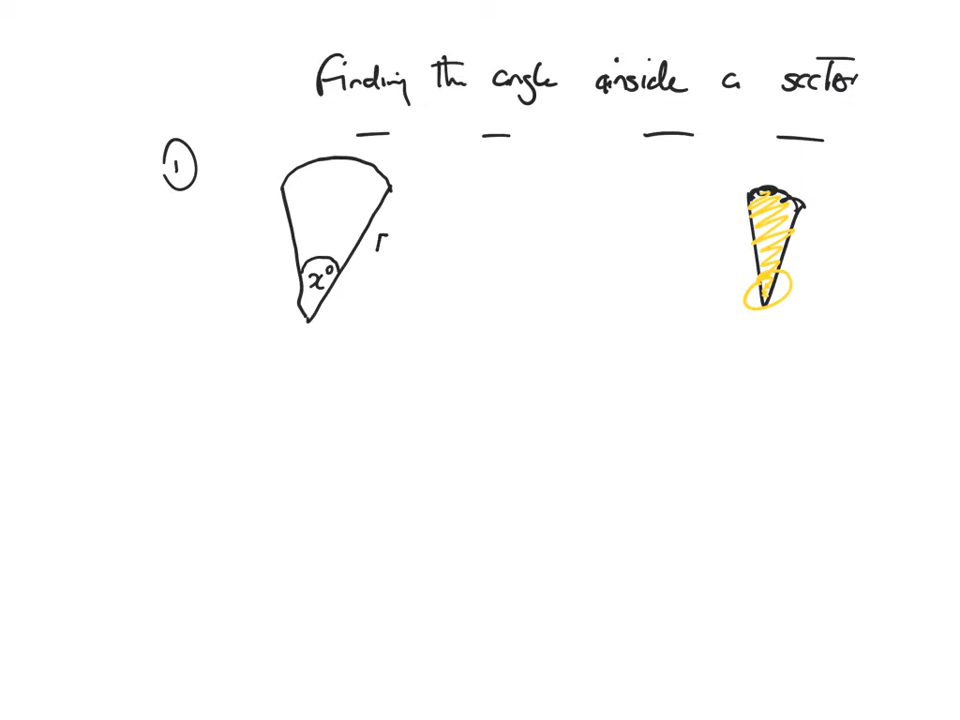 Finding the angle inside a sector
①
r
x°